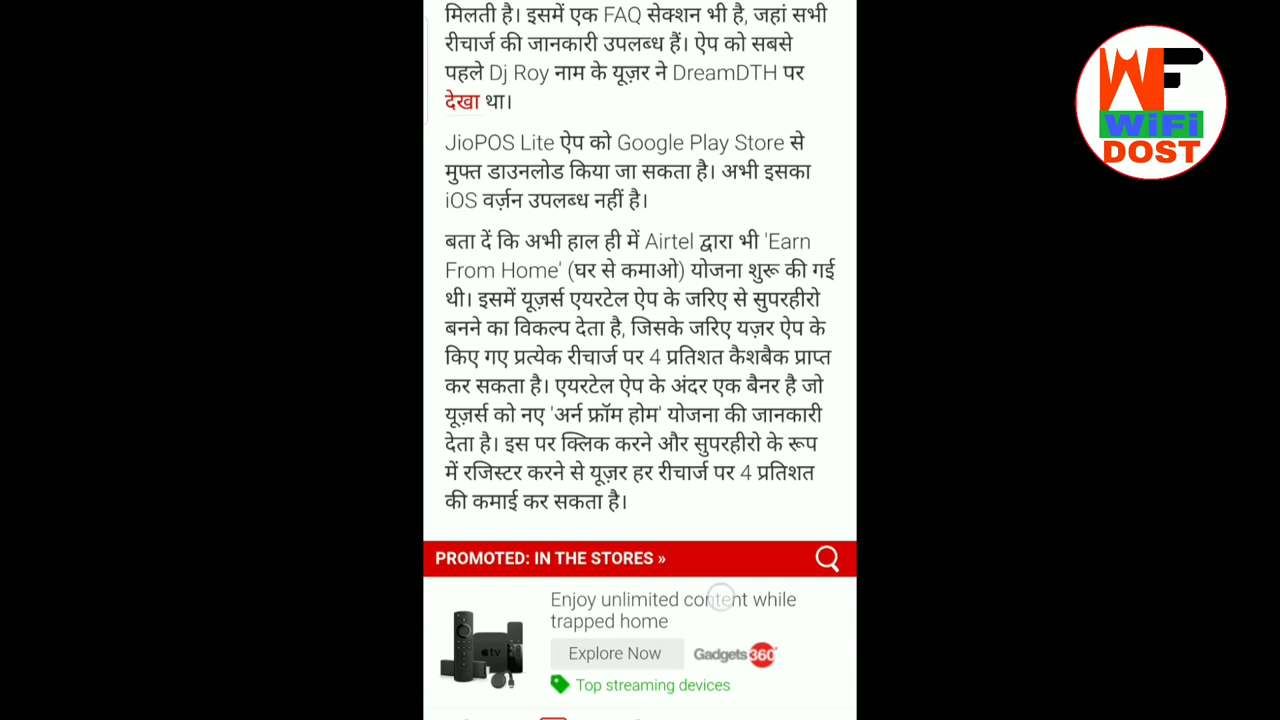 मिलती है। इसमें एक FAQ सेक्शन भी है, जहां सभी
रीचार्ज की जानकारी उपलब्ध हैं। ऐप को सबसे
पहले Dj Roy नाम के यूज़र ने DreamDTH पर
देखा था।
JioPOS Lite ऐप को Google Play Store से
मुफ्त डाउनलोड किया जा सकता है। अभी इसका
iOS वर्ज़न उपलब्ध नहीं है।
बता दें कि अभी हाल ही में Airtel द्वारा भी 'Earn
From Home' (घर से कमाओ) योजना शुरू की गई
थी। इसमें यूज़र्स एयरटेल ऐप के जरिए से सुपरहीरो
बनने का विकल्प देता है, जिसके जरिए यज़र ऐप के
किए गए प्रत्येक रीचार्ज पर 4 प्रतिशत कैशबैक प्राप्त
कर सकता है। एयरटेल ऐप के अंदर एक बैनर है जो
यूज़र्स को नए 'अर्न फ्रॉम होम' योजना की जानकारी
देता है। इस पर क्लिक करने और सुपरहीरो के रूप
में रजिस्टर करने से यूज़र हर रीचार्ज पर 4 प्रतिशत
की कमाई कर सकता है।
PROMOTED: IN THE STORES »
Enjoy unlimited content while
trapped home
Explore Now Gadgets 360°
Top streaming devices
tv
WF
WiFi
DOST